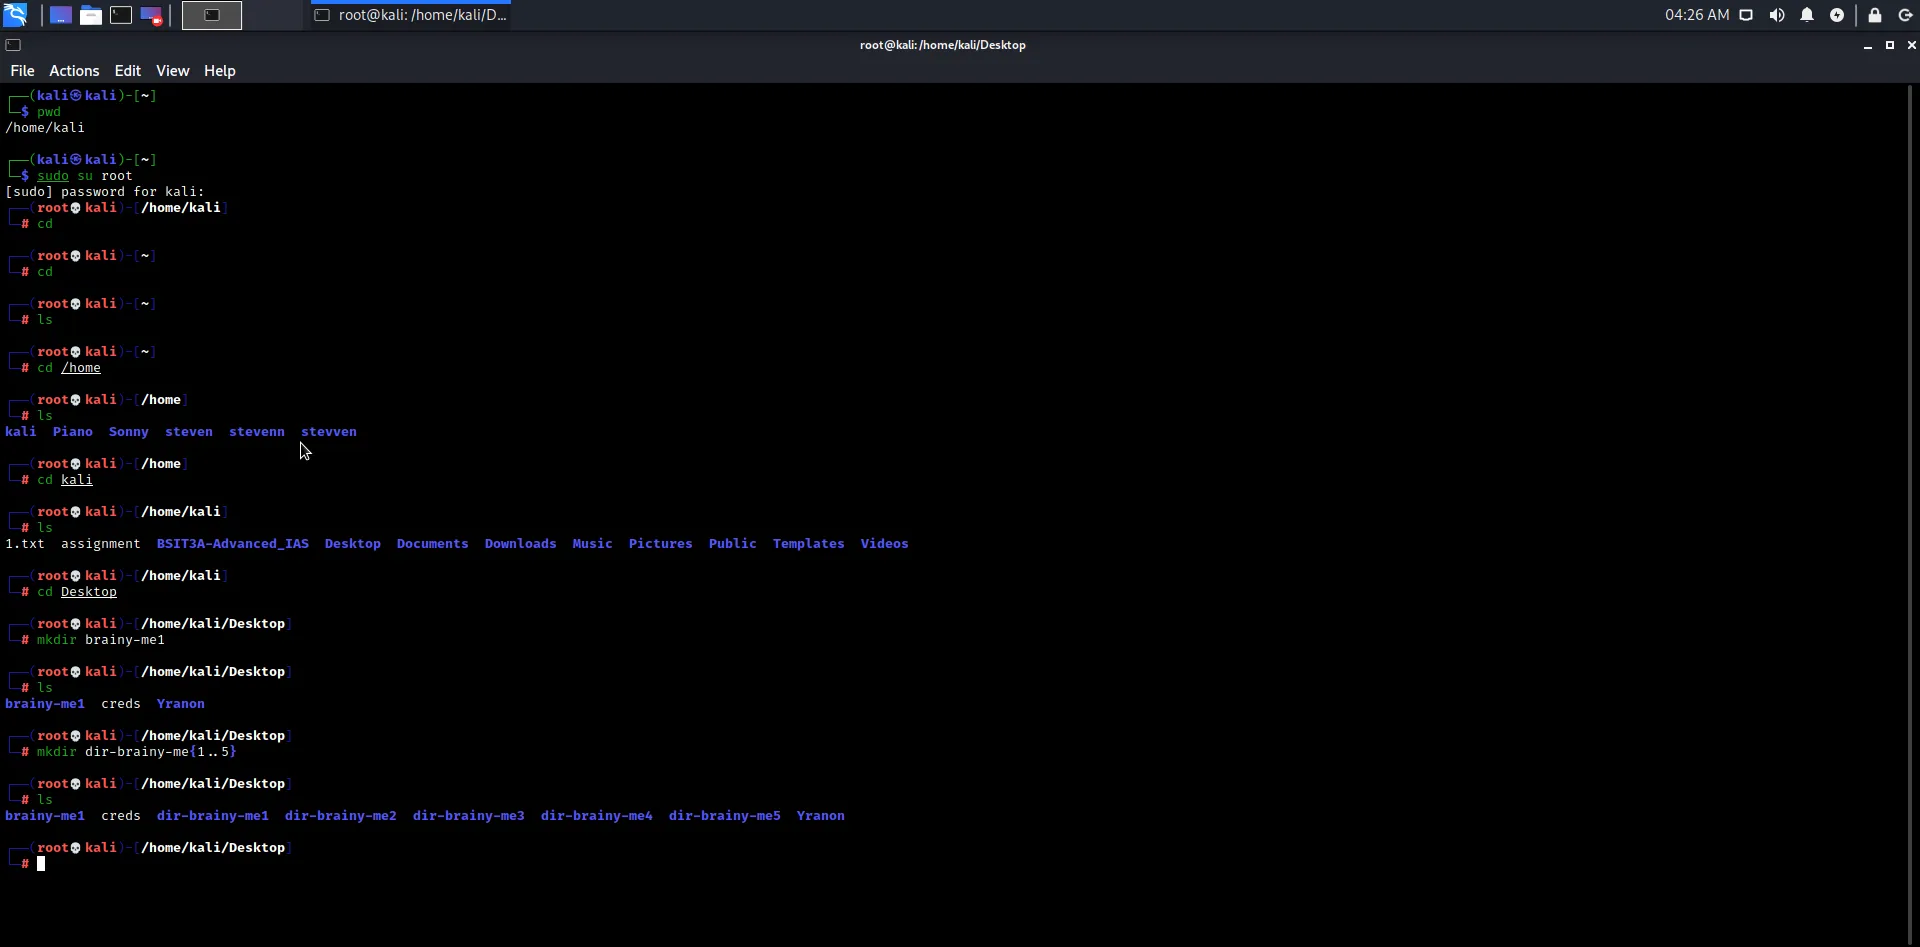 root@kali: /home/kali/D...
04:26 AM
root@kali:/home/kali/Desktop
File Actions Edit View Help
┌──(kali㉿kali)-[~]
└─$ pwd
/home/kali
┌──(kali㉿kali)-[~]
└─$ sudo su root
[sudo] password for kali:
┌──(root💀kali)-[/home/kali]
└─# cd
┌──(root💀kali)-[~]
└─# cd
┌──(root💀kali)-[~]
└─# ls
┌──(root💀kali)-[~]
└─# cd /home
┌──(root💀kali)-[/home]
└─# ls
kali Piano Sonny steven stevenn stevven
┌──(root💀kali)-[/home]
└─# cd kali
┌──(root💀kali)-[/home/kali]
└─# ls
1.txt assignment BSIT3A-Advanced_IAS Desktop Documents Downloads Music Pictures Public Templates Videos
┌──(root💀kali)-[/home/kali]
└─# cd Desktop
┌──(root💀kali)-[/home/kali/Desktop]
└─# mkdir brainy-me1
┌──(root💀kali)-[/home/kali/Desktop]
└─# ls
brainy-me1 creds Yranon
┌──(root💀kali)-[/home/kali/Desktop]
└─# mkdir dir-brainy-me{1..5}
┌──(root💀kali)-[/home/kali/Desktop]
└─# ls
brainy-me1 creds dir-brainy-me1 dir-brainy-me2 dir-brainy-me3 dir-brainy-me4 dir-brainy-me5 Yranon
┌──(root💀kali)-[/home/kali/Desktop]
└─#